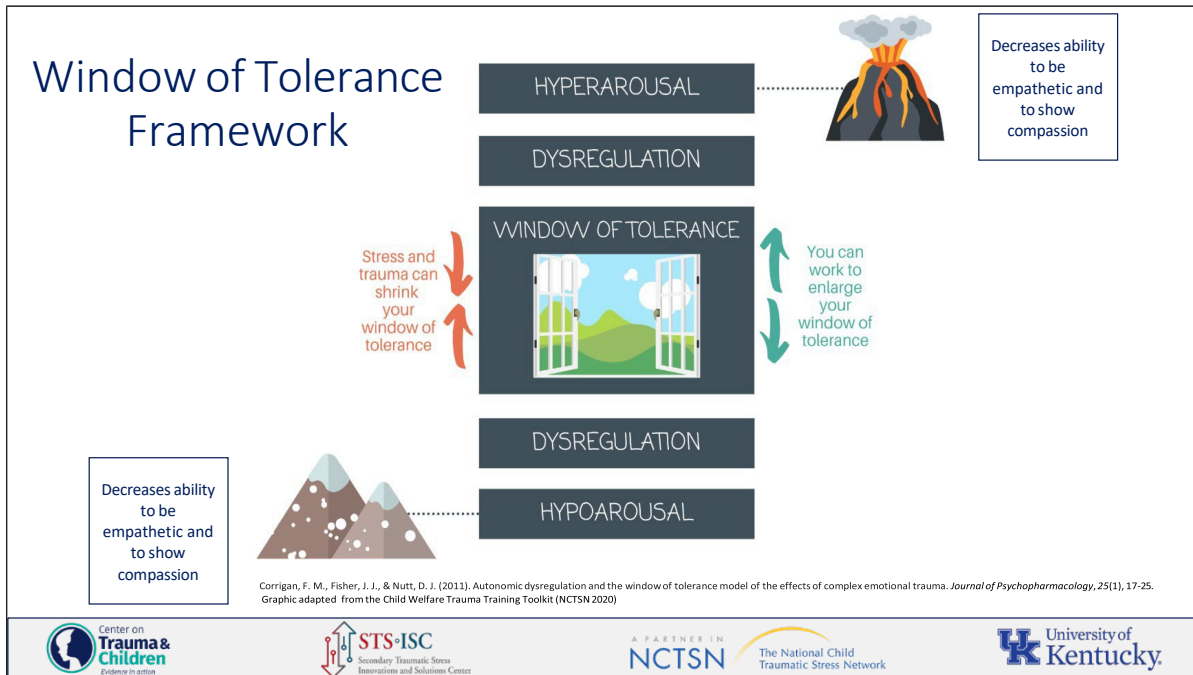 Window of Tolerance
Framework
HYPERAROUSAL
Decreases ability
to be
empathetic and
to show
compassion
DYSREGULATION
WINDOW OF TOLERANCE
Stress and
trauma can
shrink
your
window of
tolerance
You can
work to
enlarge
your
window of
tolerance
DYSREGULATION
HYPOAROUSAL
Decreases ability
to be
empathetic and
to show
compassion
Corrigan, F. M., Fisher, J. J., & Nutt, D. J. (2011). Autonomic dysregulation and the window of tolerance model of the effects of complex emotional trauma. Journal of Psychopharmacology, 25(1), 17-25.
Graphic adapted from the Child Welfare Trauma Training Toolkit (NCTSN 2020)
Center on
Trauma &
Children
Evidence in action
STS·ISC
Secondary Traumatic Stress
Innovations and Solutions Center
A PARTNER IN
NCTSN
The National Child
Traumatic Stress Network
UK
University of
Kentucky.